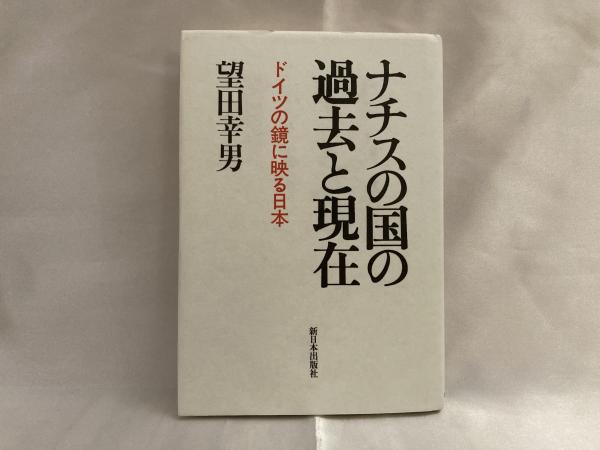 ナチスの国の
過去と現在
ドイツの鏡に映る日本
望田幸男
新日本出版社